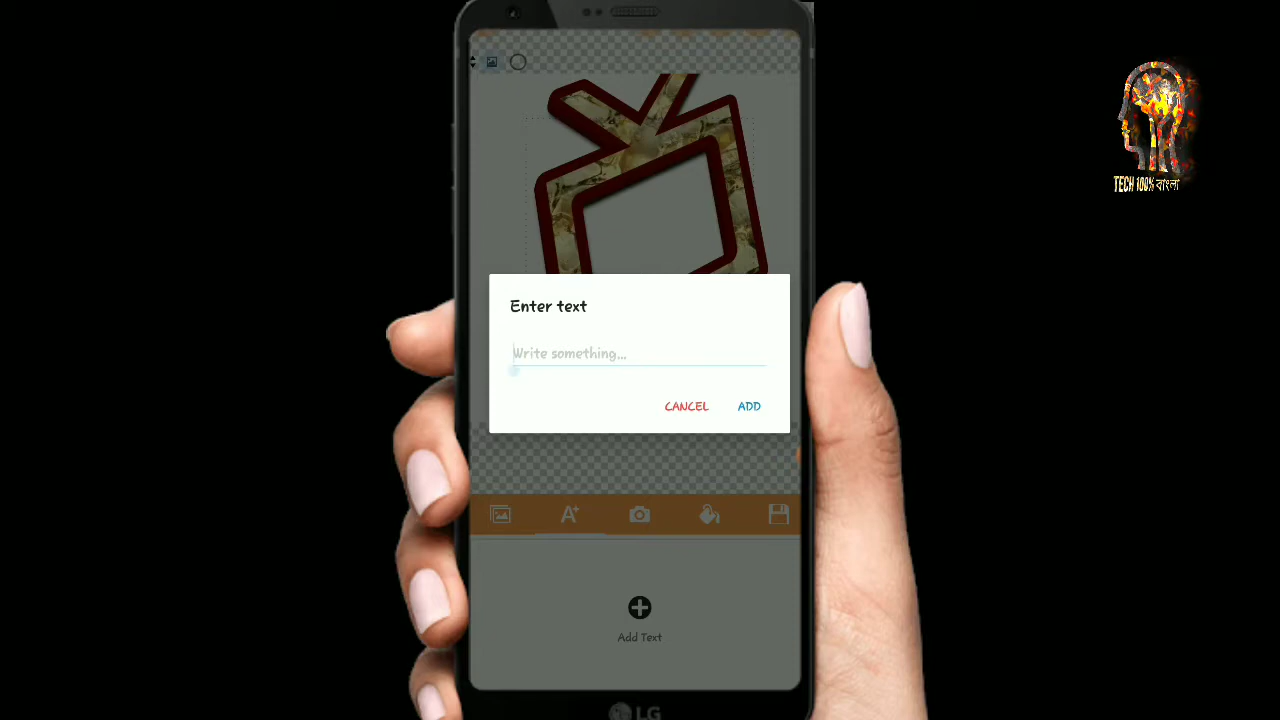 TECH 100% বাংলা
Enter text
Write something...
CANCEL ADD
Add Text
LG